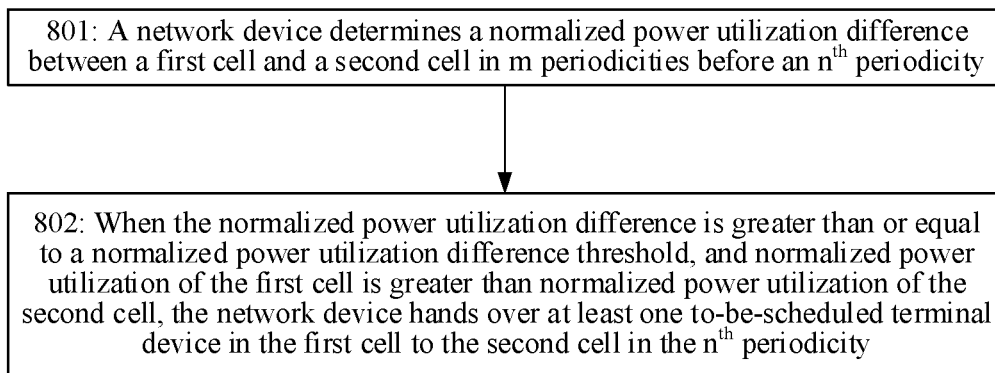 801: A network device determines a normalized power utilization difference
between a first cell and a second cell in m periodicities before an nth periodicity
802: When the normalized power utilization difference is greater than or equal
to a normalized power utilization difference threshold, and normalized power
utilization of the first cell is greater than normalized power utilization of the
second cell, the network device hands over at least one to-be-scheduled terminal
device in the first cell to the second cell in the nth periodicity